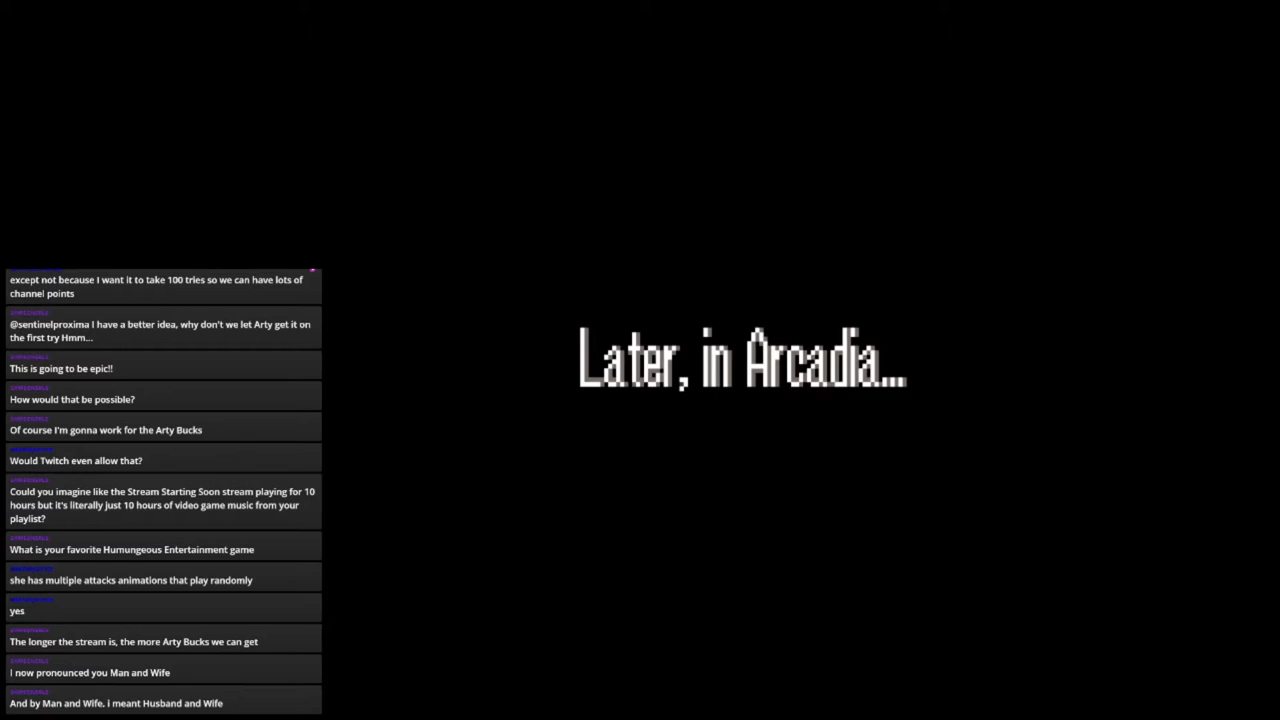 except not because I want it to take 100 tries so we can have lots of
channel points
@sentinelproxima I have a better idea, why don't we let Arty get it on
the first try Hmm...
This is going to be epic!!
How would that be possible?
Of course I'm gonna work for the Arty Bucks
Would Twitch even allow that?
Could you imagine like the Stream Starting Soon stream playing for 10
hours but it's literally just 10 hours of video game music from your
playlist?
What is your favorite Humungeous Entertainment game
she has multiple attacks animations that play randomly
yes
The longer the stream is, the more Arty Bucks we can get
I now pronounced you Man and Wife
And by Man and Wife. i meant Husband and Wife
Later, in Arcadia...